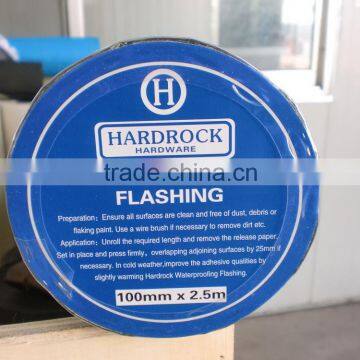 H
HARDROCK
HARDWARE
trade.china.cn
FLASHING
Preparation: Ensure all surfaces are clean and free of dust, debris or
flaking paint. Use a wire brush if necessary to remove dirt etc.
Application: Unroll the required length and remove the release paper.
Set in place and press firmly, overlapping adjoining surfaces by 25mm if
necessary. In cold weather,improve the adhesive qualities by
slightly warming Hardrock Waterproofing Flashing.
100mm x 2.5m